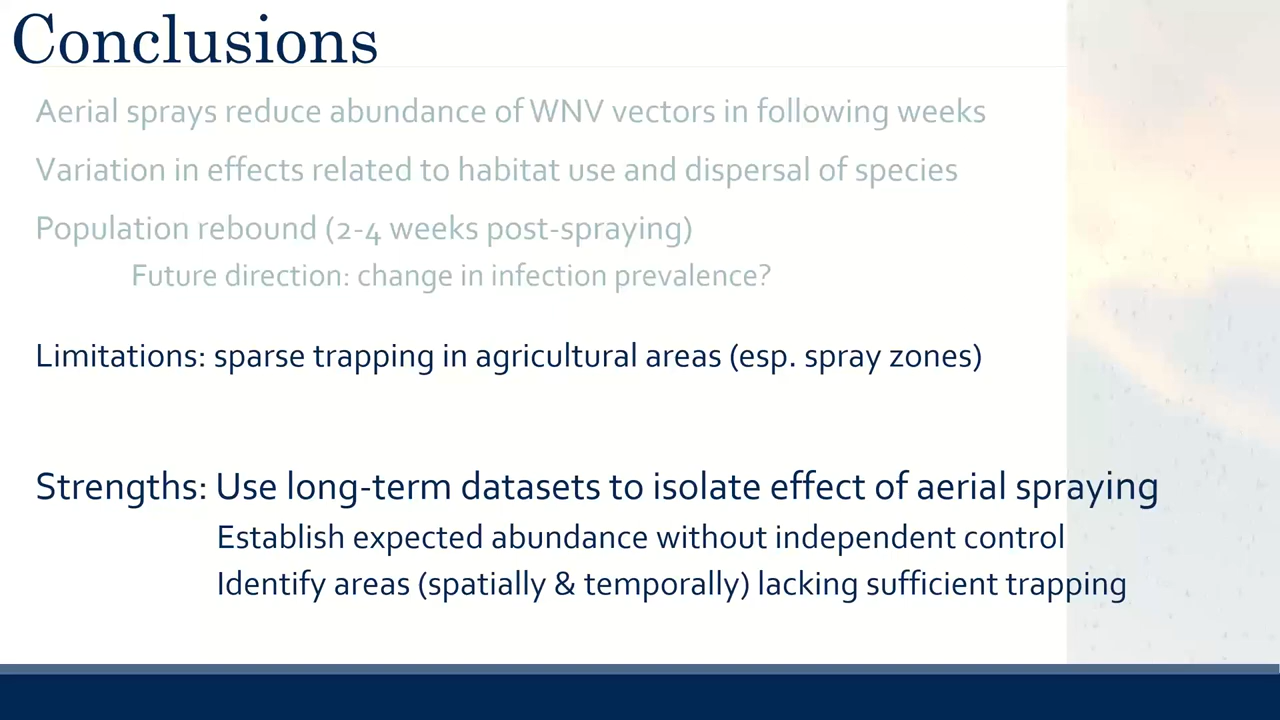 Conclusions
Aerial sprays reduce abundance of WNV vectors in following weeks
Variation in effects related to habitat use and dispersal of species
Population rebound (2-4 weeks post-spraying)
Future direction: change in infection prevalence?
Limitations: sparse trapping in agricultural areas (esp. spray zones)
Strengths: Use long-term datasets to isolate effect of aerial spraying
Establish expected abundance without independent control
Identify areas (spatially & temporally) lacking sufficient trapping